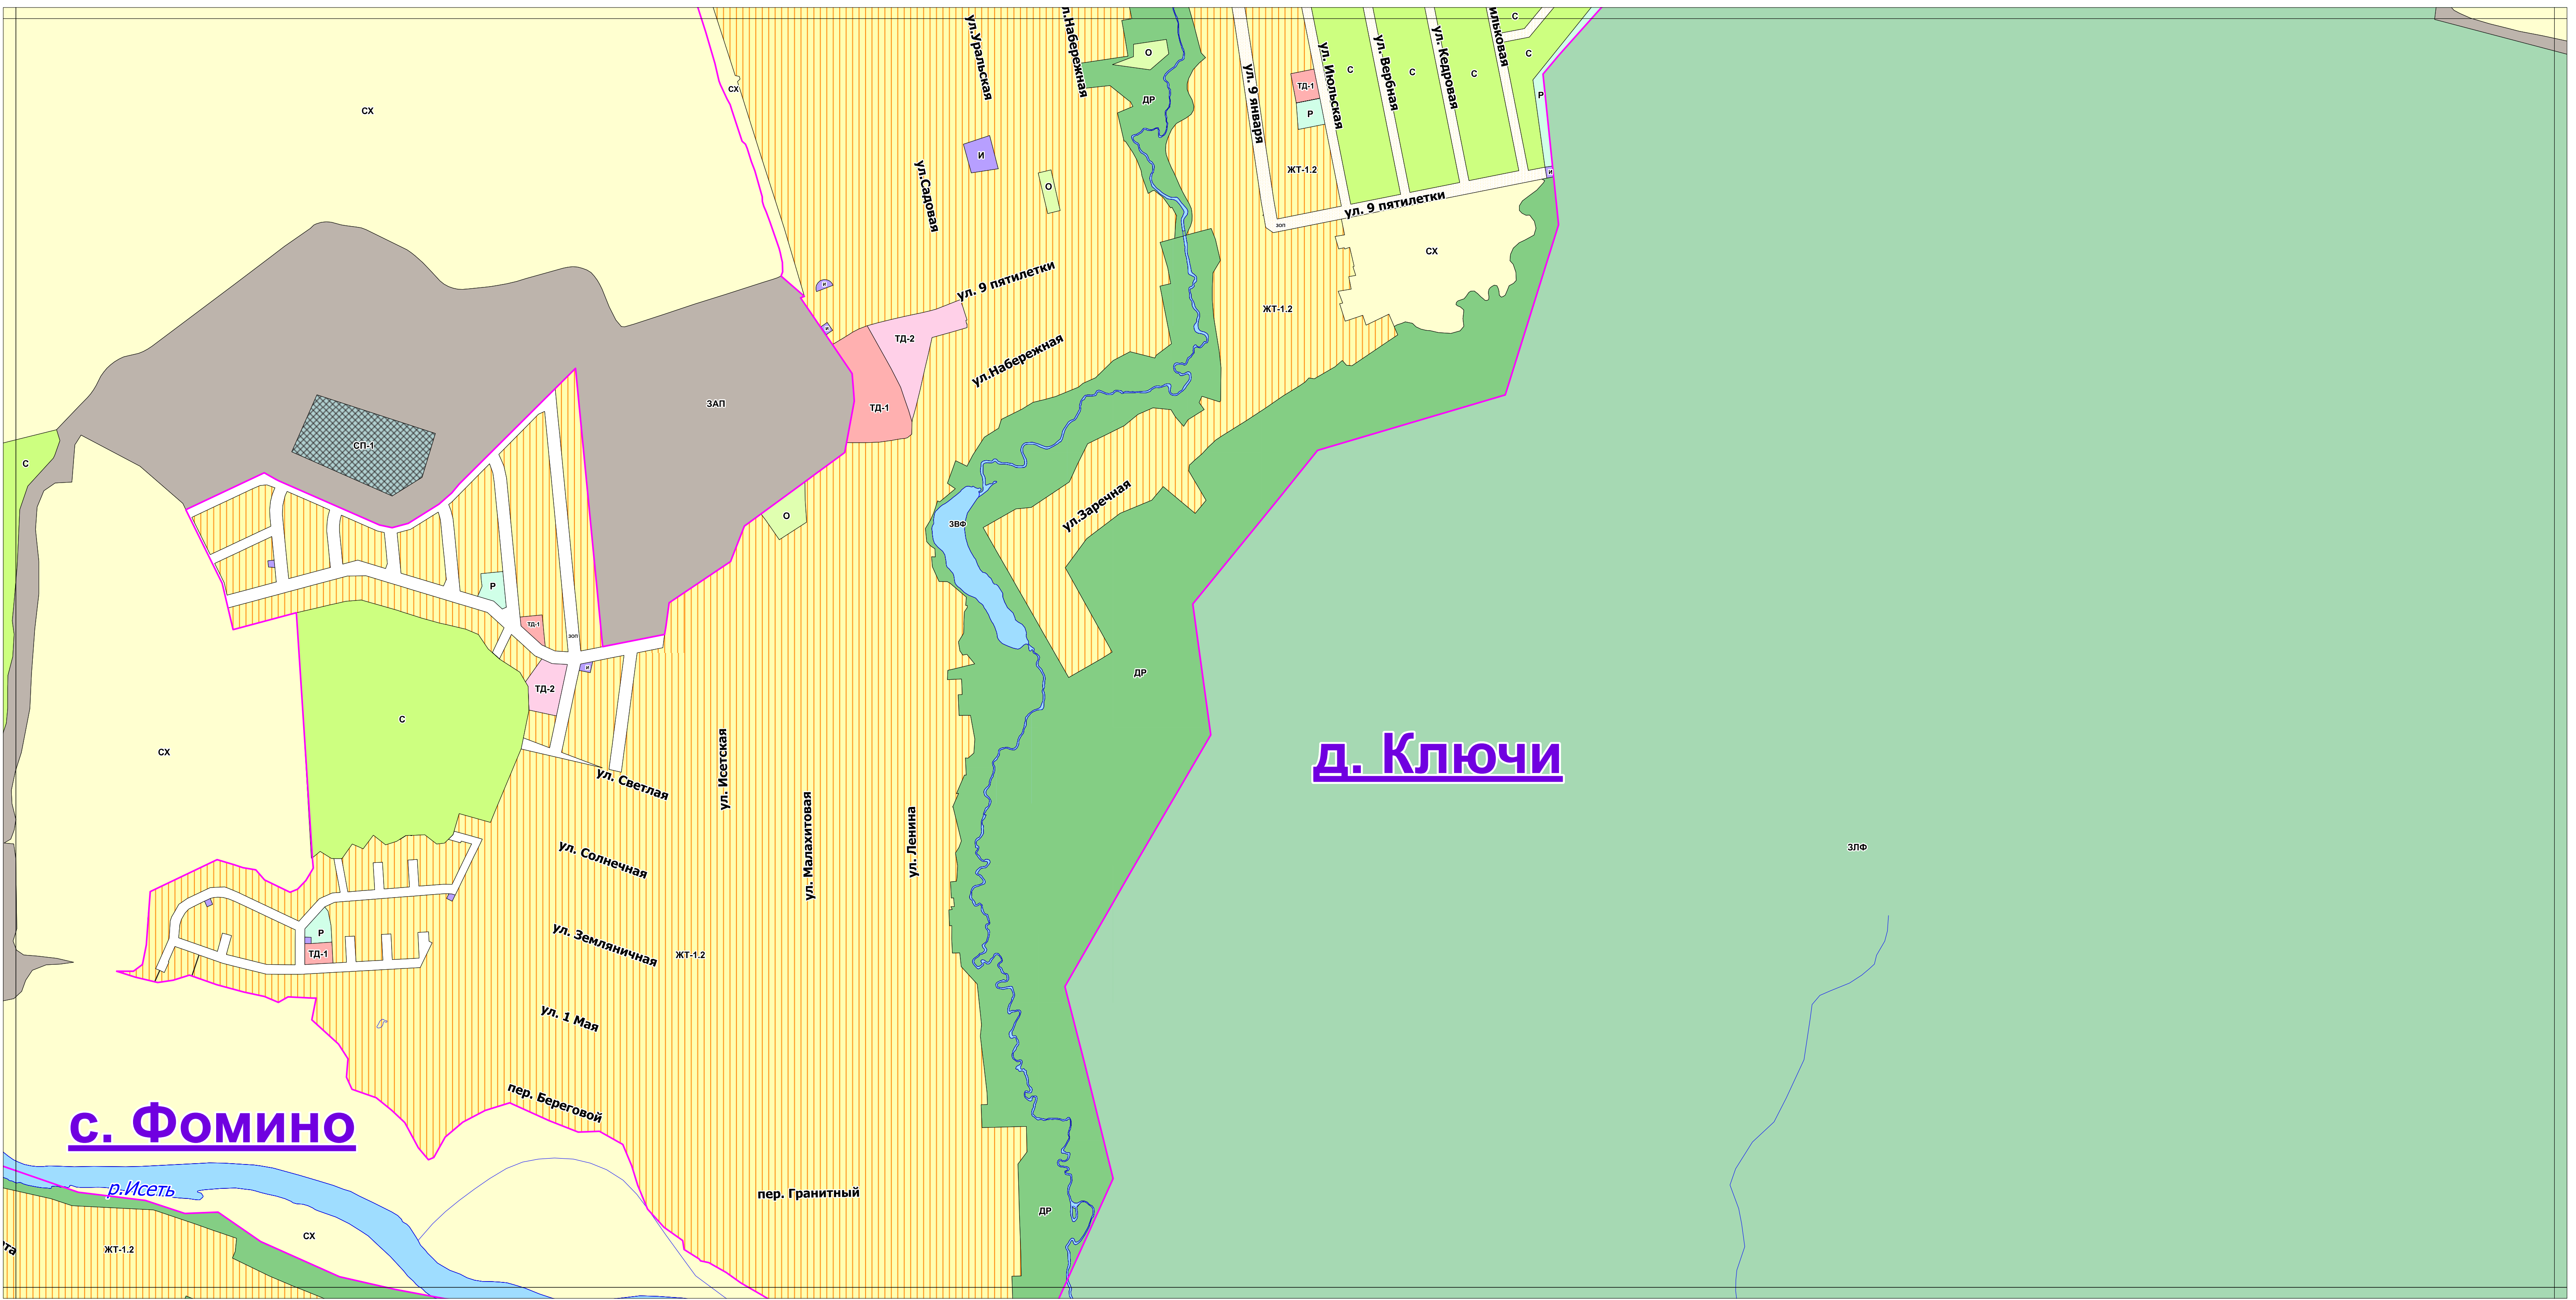 ул.Уральская
ул.Набережная
О
С
С
СХ
СХ
ДР
ул. 9 января
ТД-1
Р
ул. Июльская
С
ул. Вербная
С
ул. Кедровая
С
Р
И
И
О
ЖТ-1.2
ул.Садовая
ул. 9 пятилетки
ЗОП
СХ
И
ул. 9 пятилетки
ЖТ-1.2
И
ТД-2
ул.Набережная
ЗАП
ТД-1
СП-1
С
ул.Заречная
О
ЗВФ
Р
ТД-1
ЗОП
И
ДР
ТД-2
С
СХ
д. Ключи
ул. Светлая
ул. Исетская
ул. Малахитовая
ул. Ленина
ул. Солнечная
ЗЛФ
Р
ТД-1
ул. Земляничная
ЖТ-1.2
ул. 1 Мая
пер. Береговой
с. Фомино
р.Исеть
пер. Гранитный
ДР
СХ
ЖТ-1.2